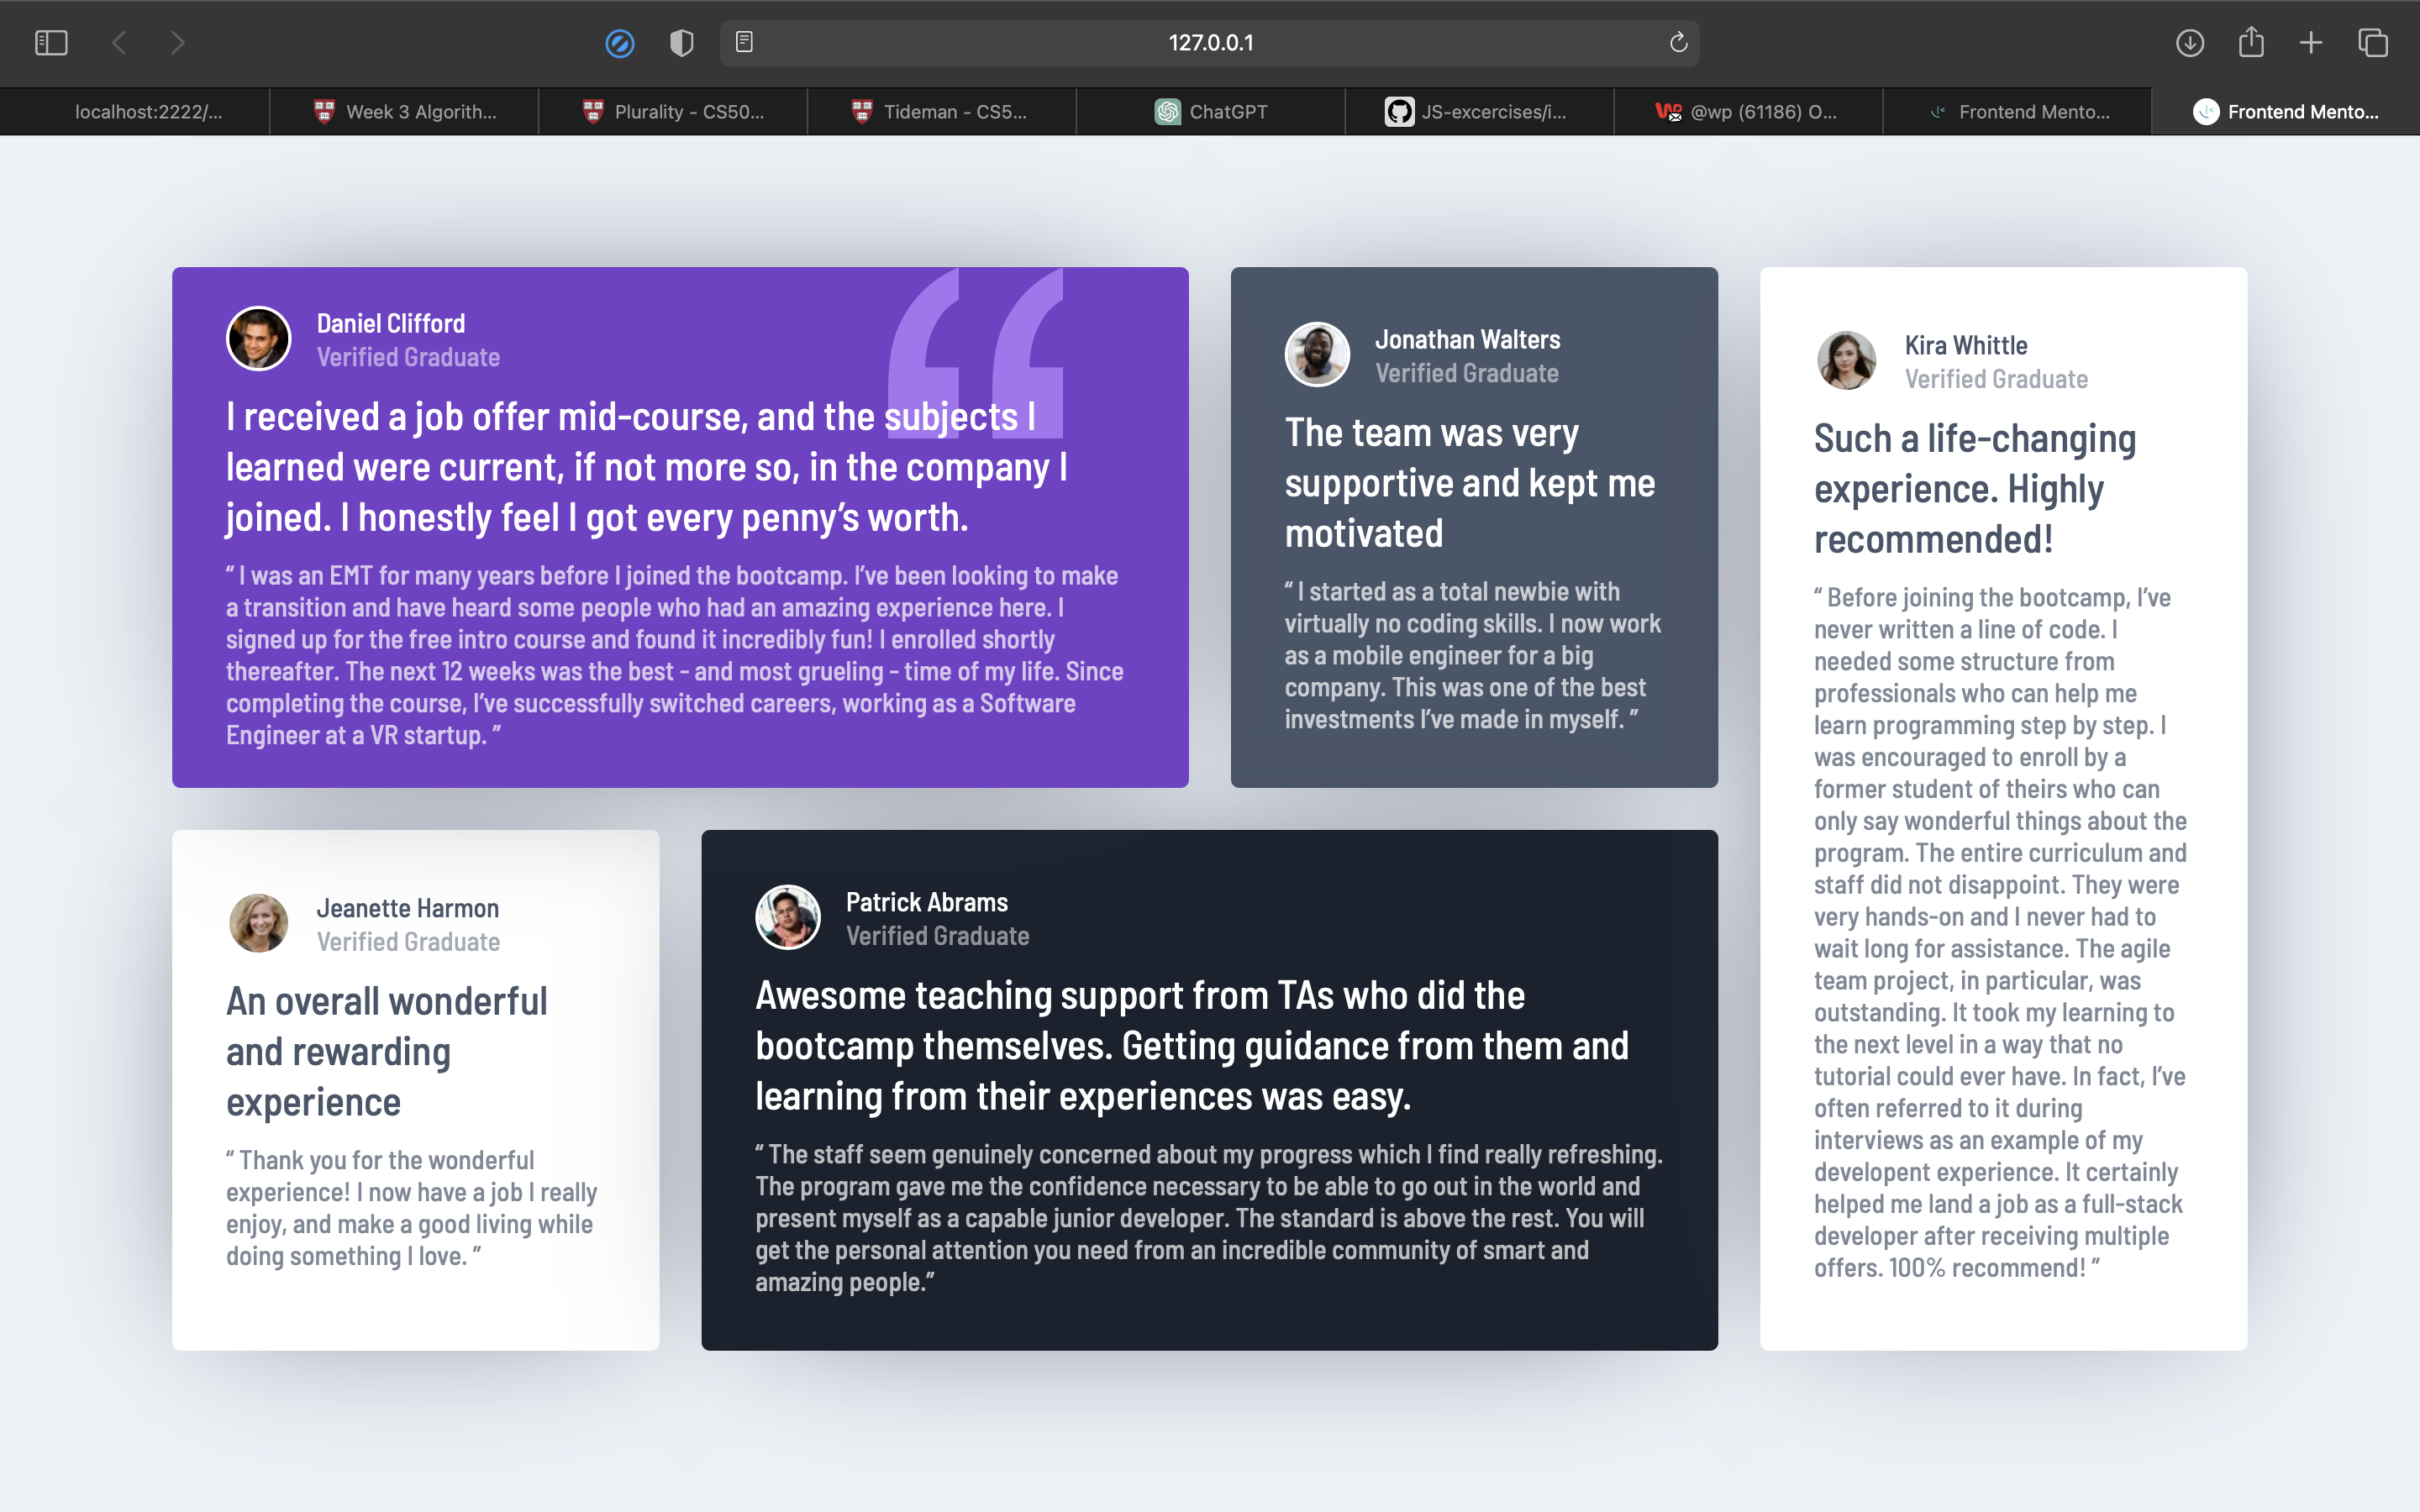 127.0.0.1
localhost:2222/...
Week 3 Algorith...
Plurality - CS50...
Tideman - CS5...
ChatGPT
JS-excercises/i...
@wp (61186) O...
Frontend Mento...
Frontend Mento...
Daniel Clifford
Verified Graduate
I received a job offer mid-course, and the subjects I
learned were current, if not more so, in the company I
joined. I honestly feel I got every penny’s worth.
“ I was an EMT for many years before I joined the bootcamp. I’ve been looking to make
a transition and have heard some people who had an amazing experience here. I
signed up for the free intro course and found it incredibly fun! I enrolled shortly
thereafter. The next 12 weeks was the best - and most grueling - time of my life. Since
completing the course, I’ve successfully switched careers, working as a Software
Engineer at a VR startup. ”
Jonathan Walters
Verified Graduate
The team was very
supportive and kept me
motivated
“ I started as a total newbie with
virtually no coding skills. I now work
as a mobile engineer for a big
company. This was one of the best
investments I’ve made in myself. ”
Kira Whittle
Verified Graduate
Such a life-changing
experience. Highly
recommended!
“ Before joining the bootcamp, I’ve
never written a line of code. I
needed some structure from
professionals who can help me
learn programming step by step. I
was encouraged to enroll by a
former student of theirs who can
only say wonderful things about the
program. The entire curriculum and
staff did not disappoint. They were
very hands-on and I never had to
wait long for assistance. The agile
team project, in particular, was
outstanding. It took my learning to
the next level in a way that no
tutorial could ever have. In fact, I’ve
often referred to it during
interviews as an example of my
developent experience. It certainly
helped me land a job as a full-stack
developer after receiving multiple
offers. 100% recommend! ”
Jeanette Harmon
Verified Graduate
An overall wonderful
and rewarding
experience
“ Thank you for the wonderful
experience! I now have a job I really
enjoy, and make a good living while
doing something I love. ”
Patrick Abrams
Verified Graduate
Awesome teaching support from TAs who did the
bootcamp themselves. Getting guidance from them and
learning from their experiences was easy.
“ The staff seem genuinely concerned about my progress which I find really refreshing.
The program gave me the confidence necessary to be able to go out in the world and
present myself as a capable junior developer. The standard is above the rest. You will
get the personal attention you need from an incredible community of smart and
amazing people.”